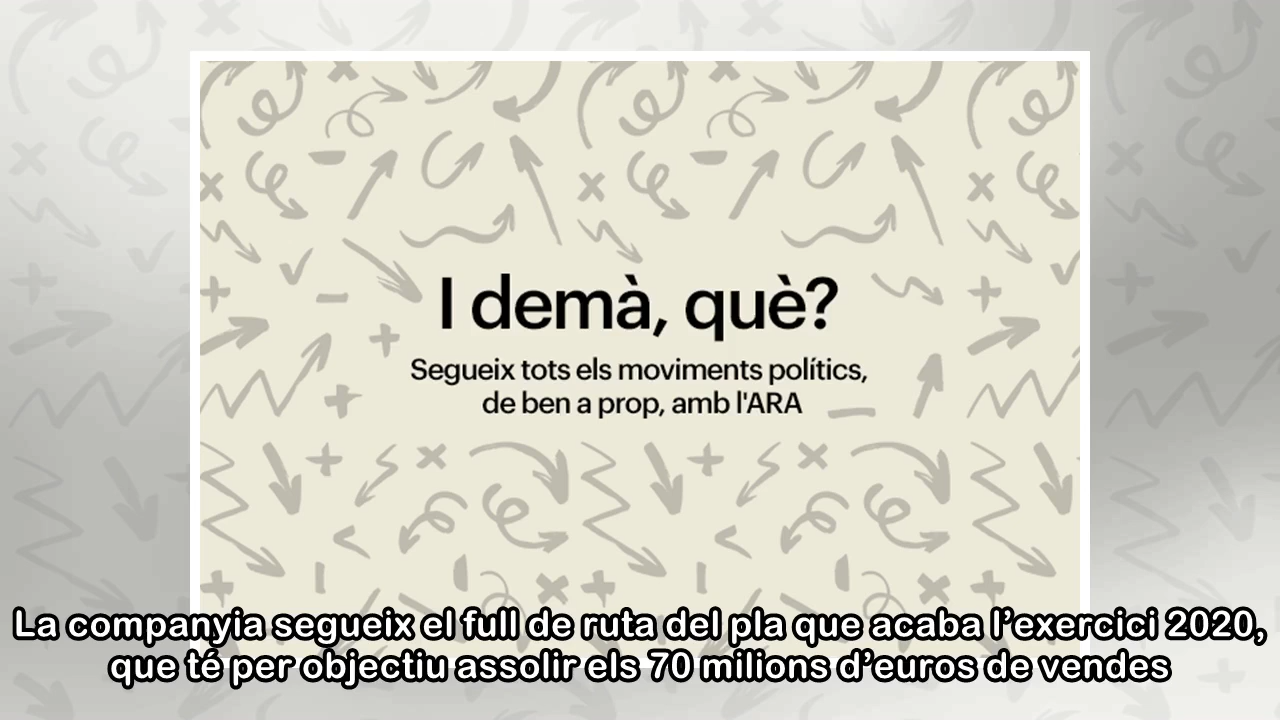 I demà, què?
Segueix tots els moviments polítics,
de ben a prop, amb l'ARA
La companyia segueix el full de ruta del pla que acaba l’exercici 2020,
que té per objectiu assolir els 70 milions d’euros de vendes